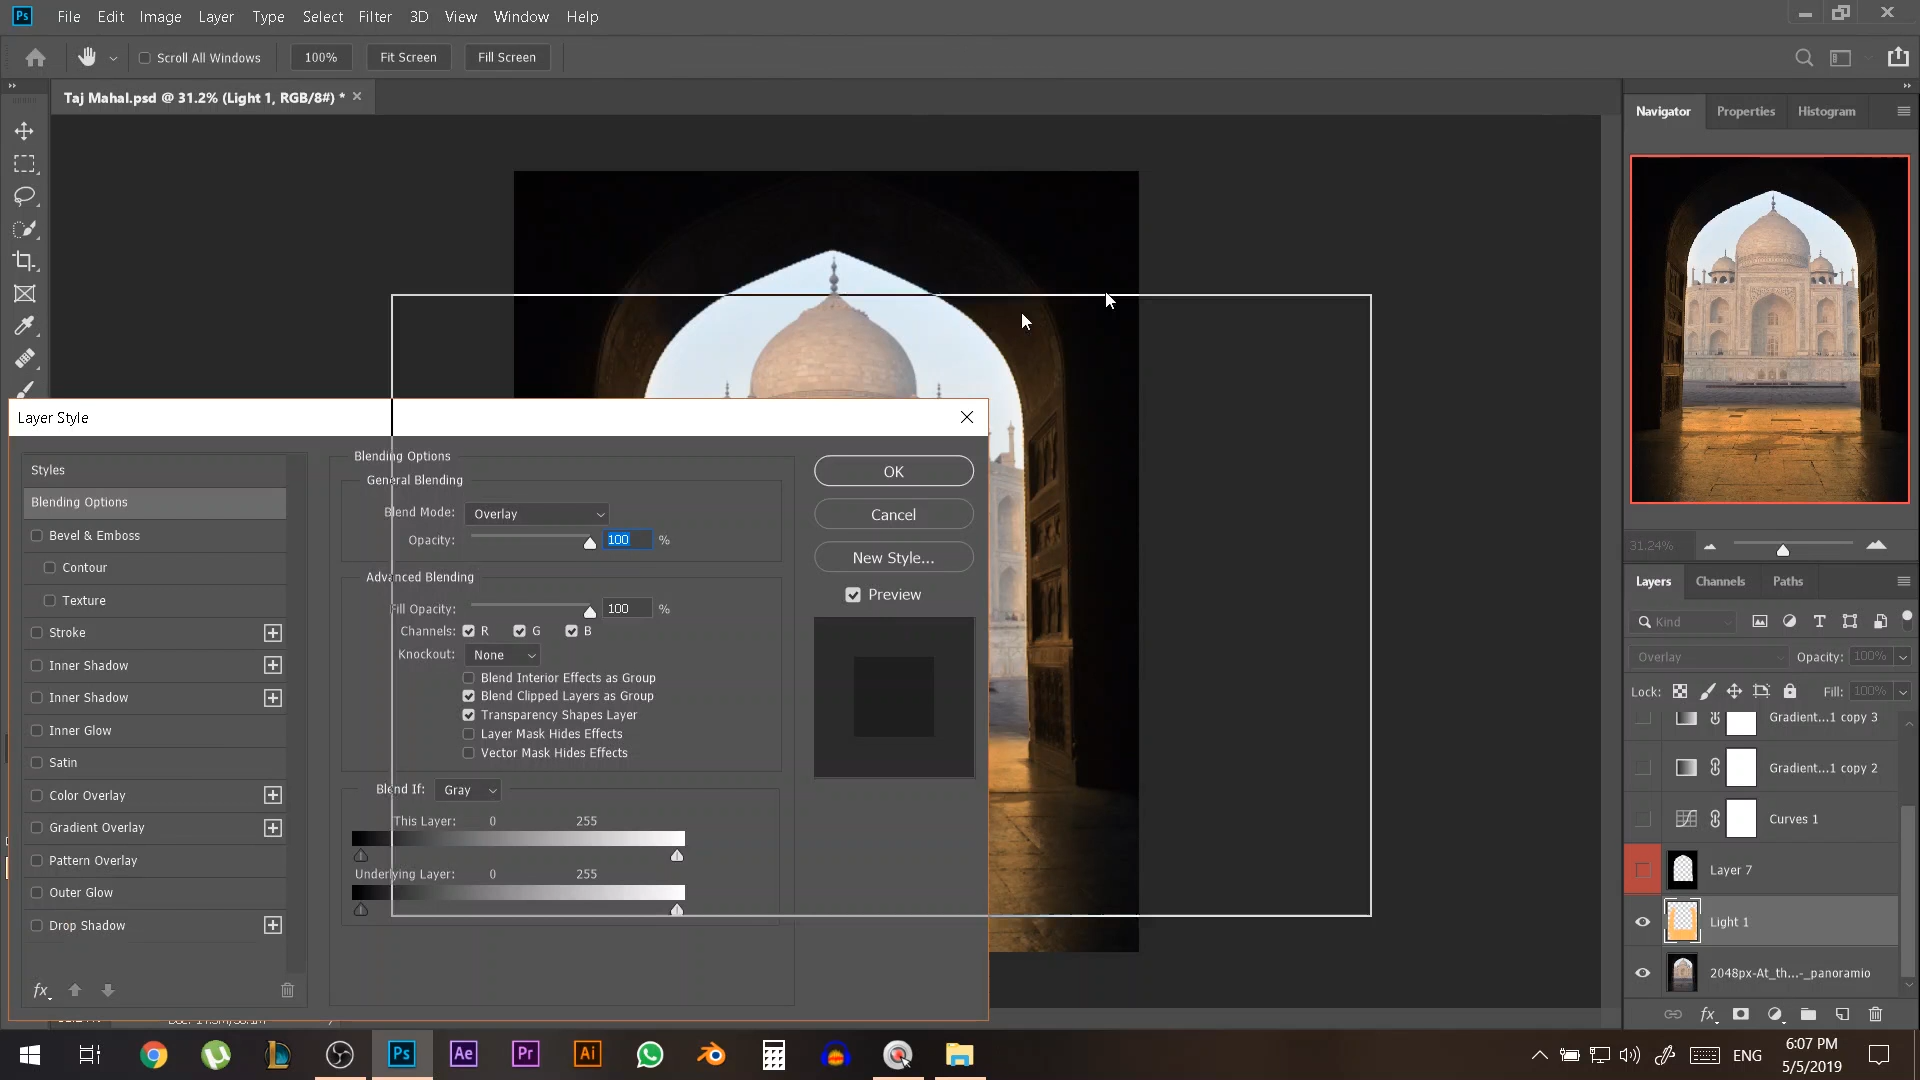 Ps File Edit Image Layer Type Select Filter 3D View Window Help
Scroll All Windows 100% Fit Screen Fill Screen
Taj Mahal.psd @ 31.2% (Light 1, RGB/8#) *
Navigator Properties Histogram
31.24%
Layer Style
Styles
Blending Options
Bevel & Emboss
Contour
Texture
Stroke
Inner Shadow
Inner Shadow
Inner Glow
Satin
Color Overlay
Gradient Overlay
Pattern Overlay
Outer Glow
Drop Shadow
fx
Blending Options
General Blending
Blend Mode: Overlay
Opacity: 100 %
Advanced Blending
Fill Opacity: 100 %
Channels: R G B
Knockout: None
Blend Interior Effects as Group
Blend Clipped Layers as Group
Transparency Shapes Layer
Layer Mask Hides Effects
Vector Mask Hides Effects
Blend If: Gray
This Layer: 0 255
Underlying Layer: 0 255
OK
Cancel
New Style...
Preview
Layers Channels Paths
Kind
Overlay Opacity: 100%
Lock: Fill: 100%
Gradient...1 copy 3
Gradient...1 copy 2
Curves 1
Layer 7
Light 1
2048px-At_th...-_panoramio
fx
Ps Ae Pr Ai
ENG
6:07 PM
5/5/2019